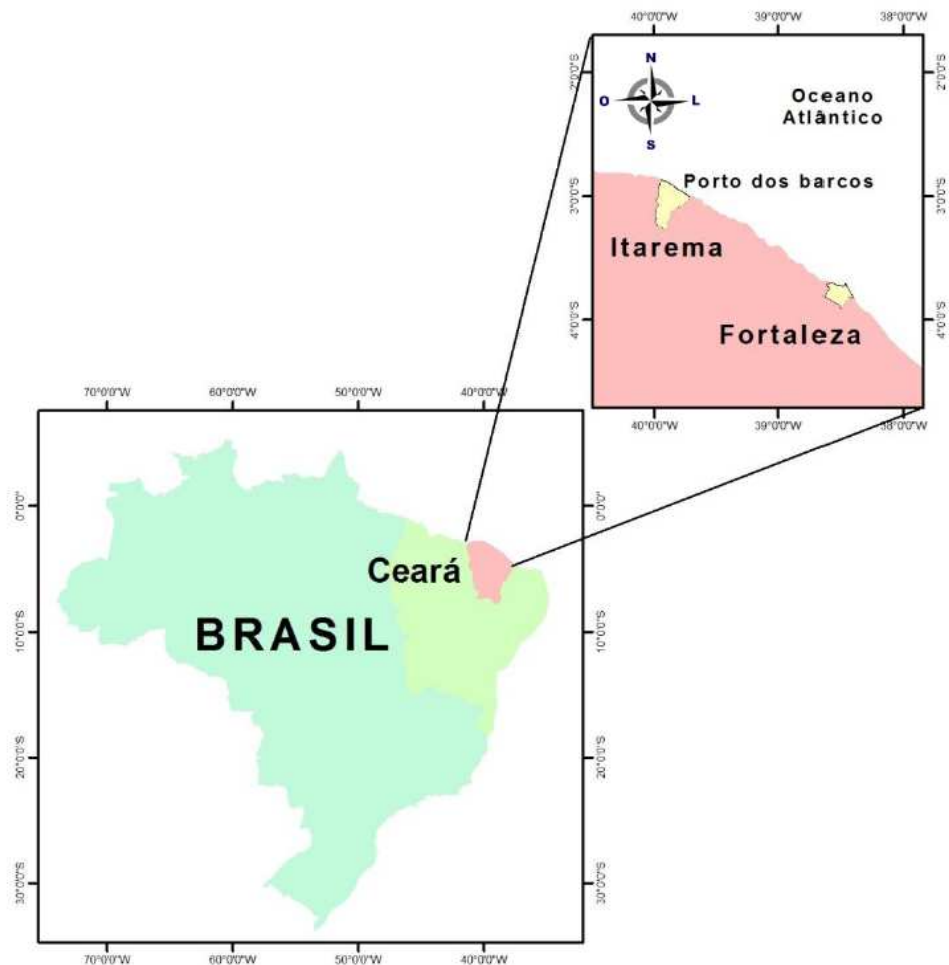 40°0'0"W 39°0'0"W 38°0'0"W
2°0'0"S
2°0'0"S
N
O
L
S
Oceano
Atlântico
Porto dos barcos
3°0'0"S
3°0'0"S
Itarema
4°0'0"S
4°0'0"S
Fortaleza
40°0'0"W 39°0'0"W 38°0'0"W
70°0'0"W 60°0'0"W 50°0'0"W 40°0'0"W
0°0'0"
0°0'0"
Ceará
BRASIL
10°0'0"S
10°0'0"S
20°0'0"S
20°0'0"S
30°0'0"S
30°0'0"S
70°0'0"W 60°0'0"W 50°0'0"W 40°0'0"W